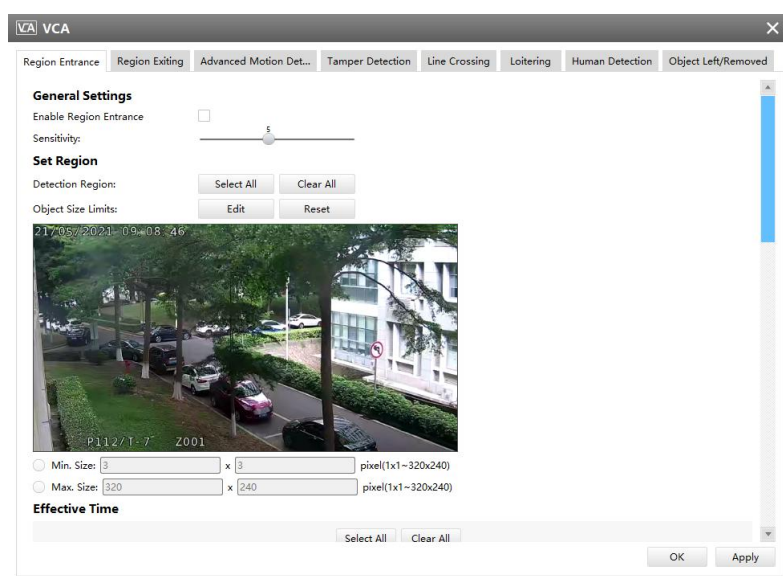 VCA VCA
Region Entrance Region Exiting Advanced Motion Det... Tamper Detection Line Crossing Loitering Human Detection Object Left/Removed
General Settings
Enable Region Entrance
5
Sensitivity:
Set Region
Detection Region: Select All Clear All
Object Size Limits: Edit Reset
21/05/2021 09:08:46
P112/T-7 Z001
Min. Size: 3 x 3 pixel(1x1~320x240)
Max. Size: 320 x 240 pixel(1x1~320x240)
Effective Time
Select All Clear All
OK Apply